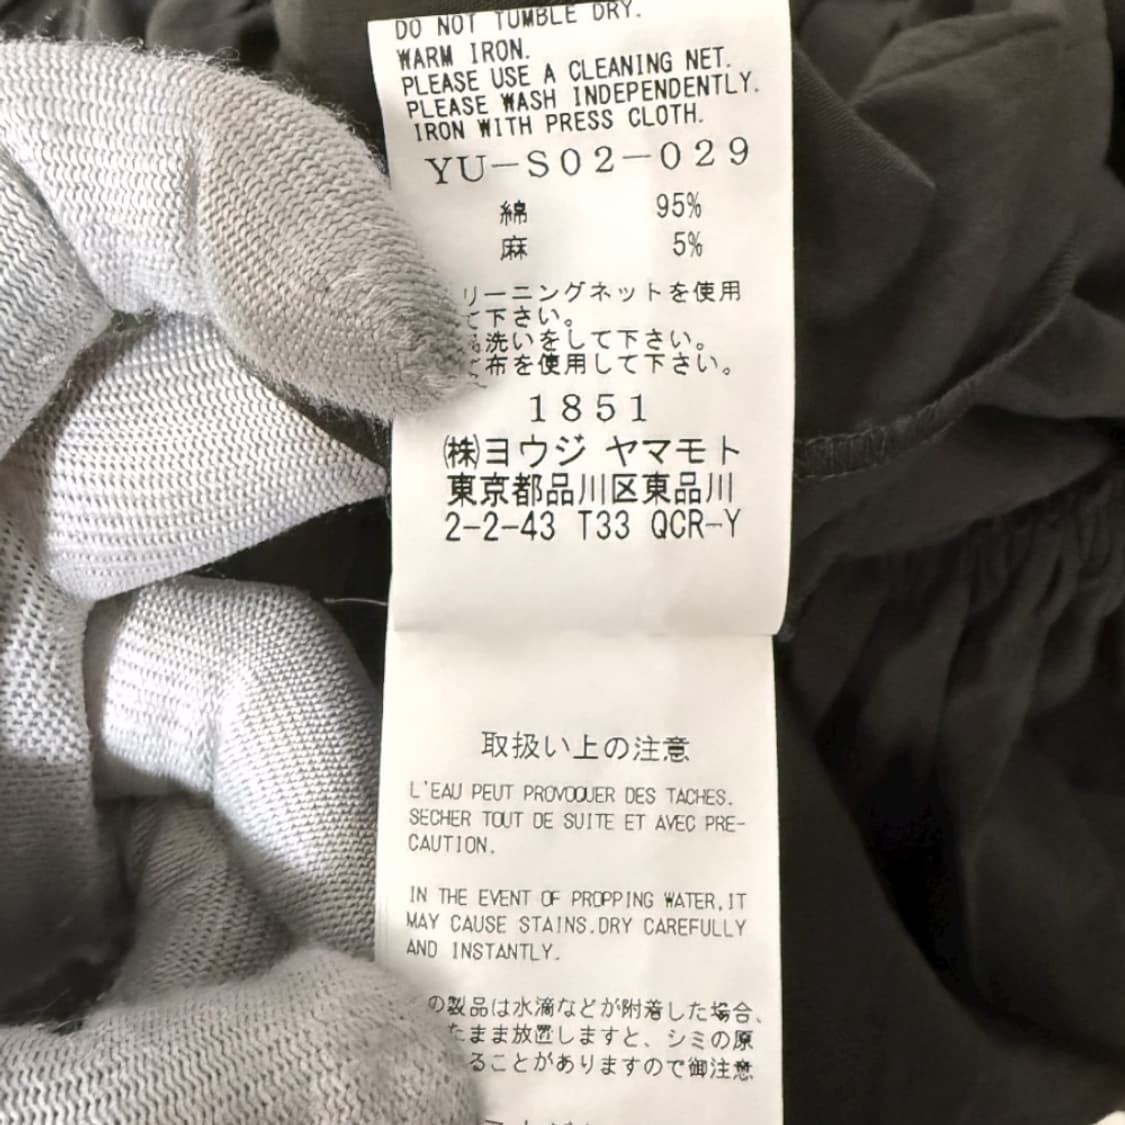 DO NOT TUMBLE DRY.
WARM IRON.
PLEASE USE A CLEANING NET.
PLEASE WASH INDEPENDENTLY.
IRON WITH PRESS CLOTH.
YU-S02-029
綿 95%
麻 5%
リーニングネットを使用
て下さい。
洗いをして下さい。
て布を使用して下さい。
1851
㈱ヨウジ ヤマモト
東京都品川区東品川
2-2-43 T33 QCR-Y
取扱い上の注意
L'EAU PEUT PROVOQUER DES TACHES.
SECHER TOUT DE SUITE ET AVEC PRE-
CAUTION.
IN THE EVENT OF PROPPING WATER,IT
MAY CAUSE STAINS.DRY CAREFULLY
AND INSTANTLY.
の製品は水滴などが附着した場合、
たまま放置しますと、シミの原
ることがありますので御注意